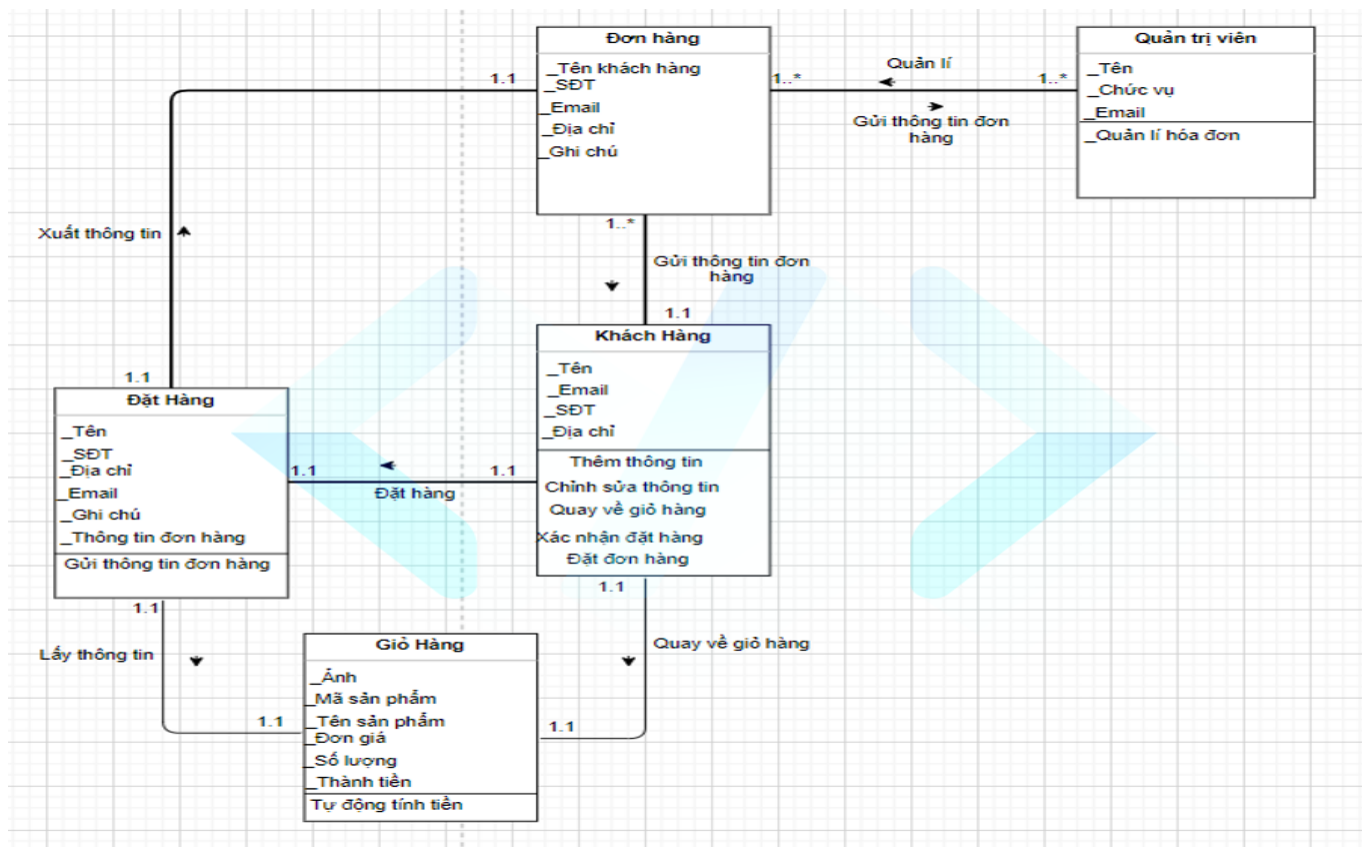 Đơn hàng
_Tên khách hàng
_SĐT
_Email
_Địa chỉ
_Ghi chú
Quản trị viên
_Tên
_Chức vụ
_Email
_Quản lí hóa đơn
1.1
1..*
Quản lí
1..*
Gửi thông tin đơn
hàng
Xuất thông tin
1..*
Gửi thông tin đơn
hàng
1.1
Khách Hàng
_Tên
_Email
_SĐT
_Địa chỉ
Thêm thông tin
Chỉnh sửa thông tin
Quay về giỏ hàng
Xác nhận đặt hàng
Đặt đơn hàng
1.1
Đặt Hàng
_Tên
_SĐT
_Địa chỉ
_Email
_Ghi chú
_Thông tin đơn hàng
Gửi thông tin đơn hàng
1.1
Đặt hàng
1.1
1.1
Lấy thông tin
1.1
1.1
Quay về giỏ hàng
1.1
Giỏ Hàng
_Ảnh
_Mã sản phẩm
_Tên sản phẩm
_Đơn giá
_Số lượng
_Thành tiền
Tự động tính tiền